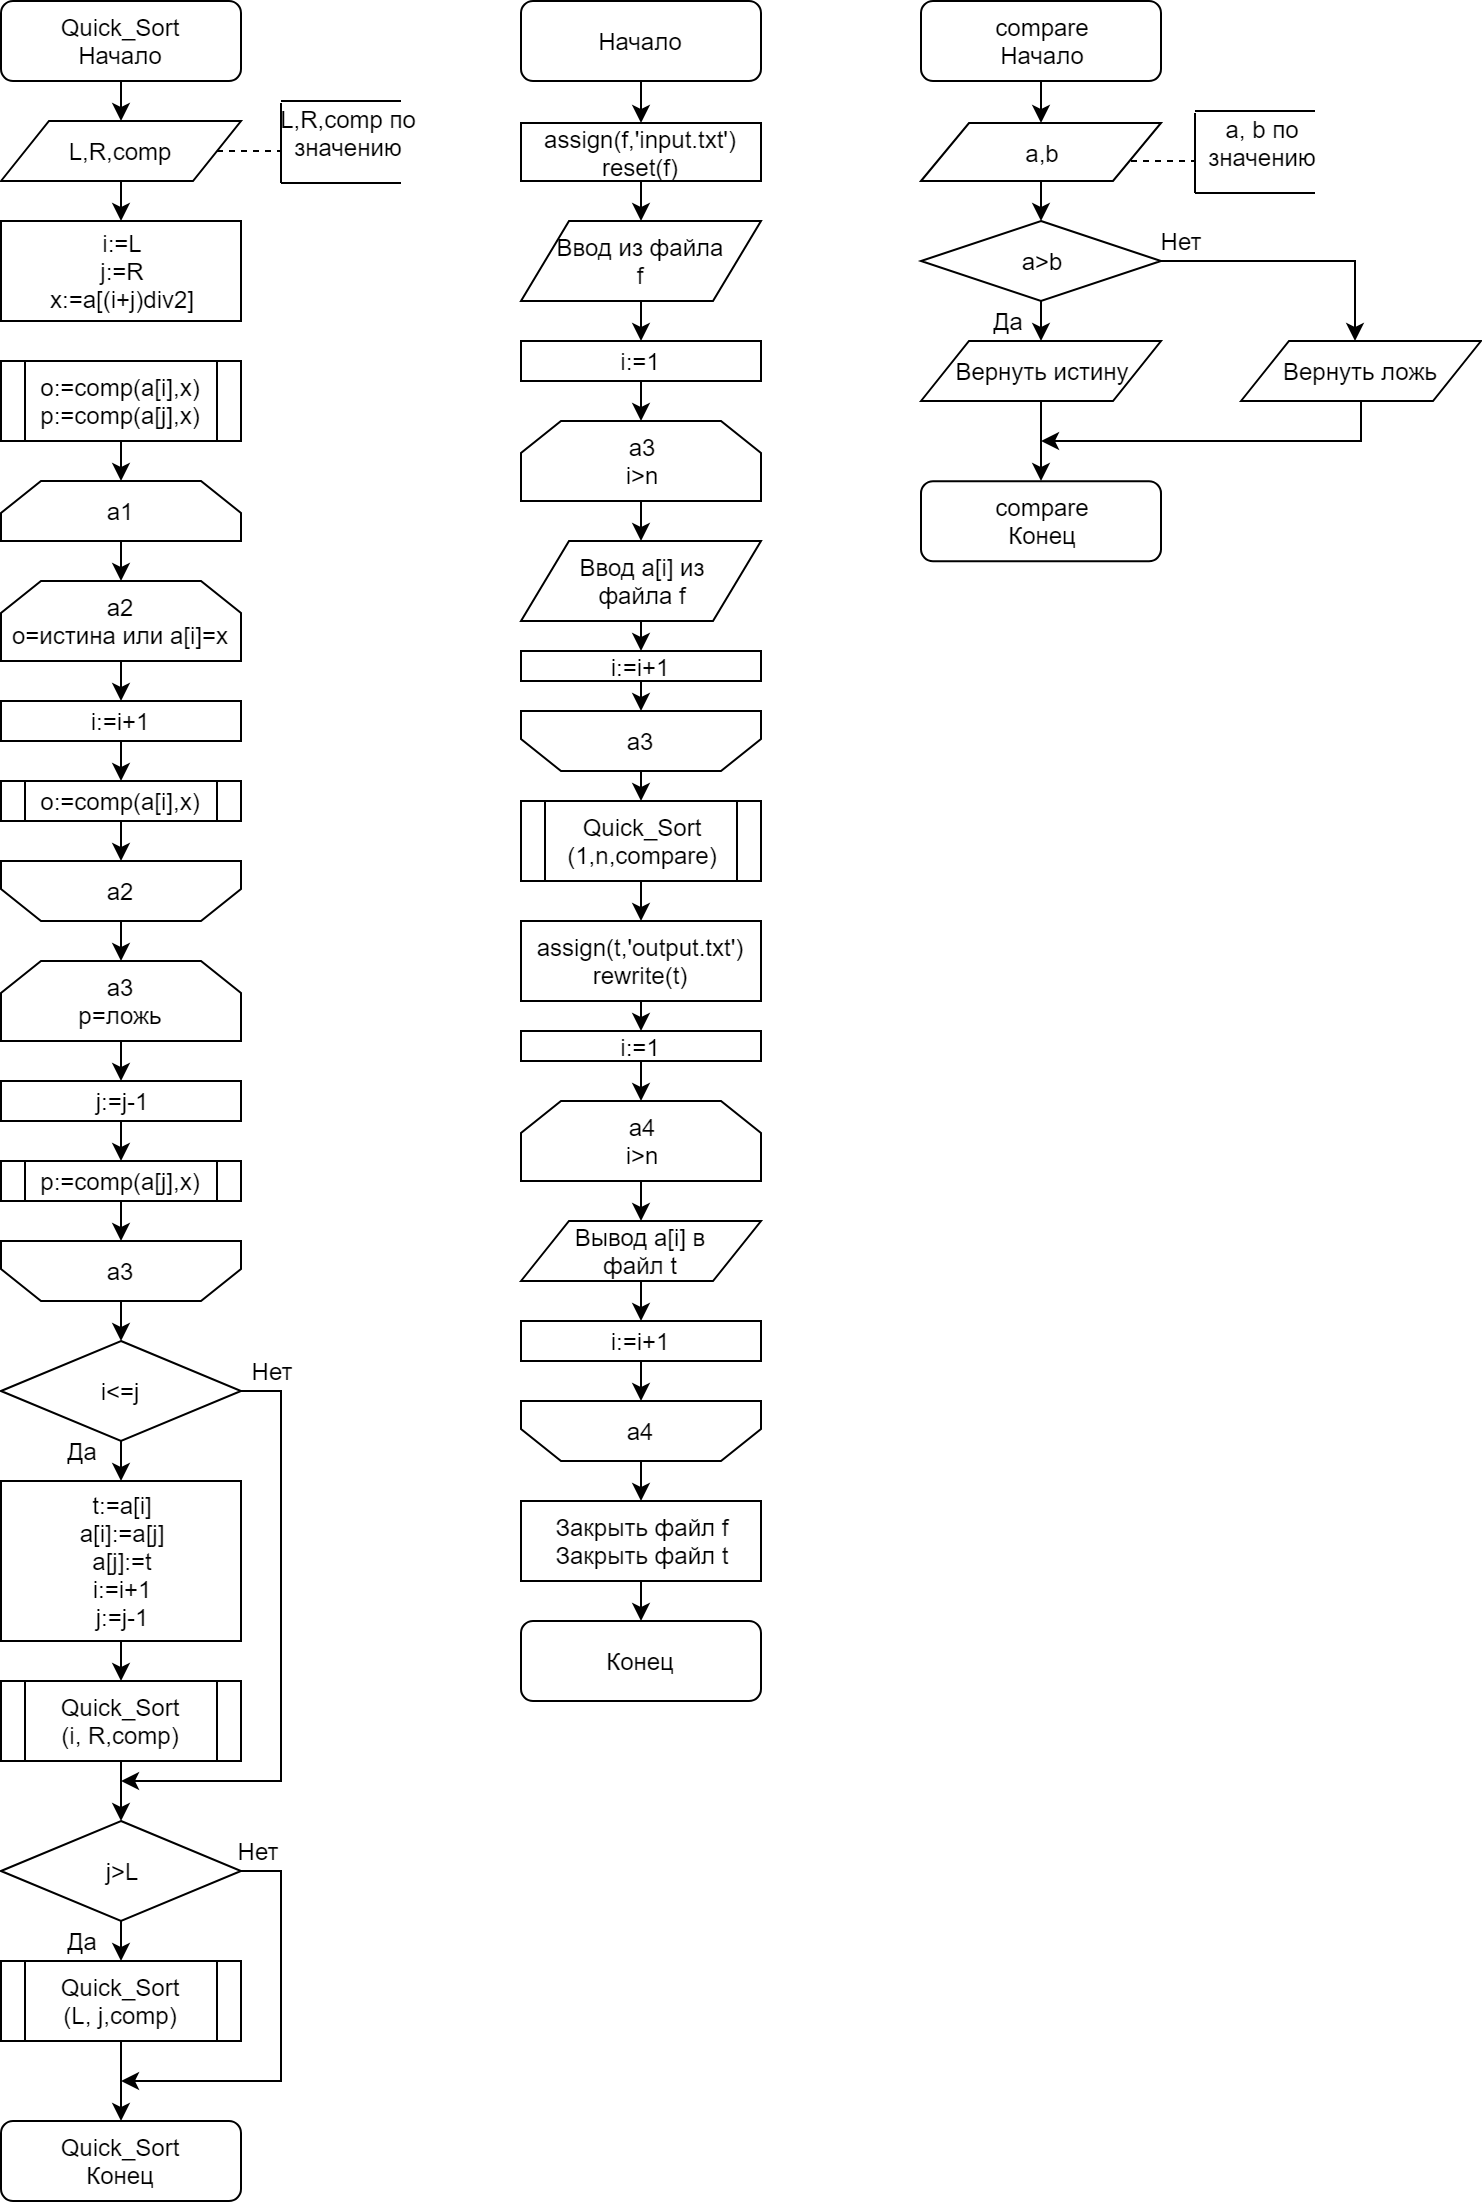 Quick_Sort
Начало
L,R,comp
L,R,comp по
значению
i:=L
j:=R
x:=a[(i+j)div2]
o:=comp(a[i],x)
p:=comp(a[j],x)
a1
a2
o=истина или a[i]=x
i:=i+1
o:=comp(a[i],x)
a2
a3
p=ложь
j:=j-1
p:=comp(a[j],x)
a3
i<=j
Нет
Да
t:=a[i]
a[i]:=a[j]
a[j]:=t
i:=i+1
j:=j-1
Quick_Sort
(i, R,comp)
j>L
Нет
Да
Quick_Sort
(L, j,comp)
Quick_Sort
Конец
Начало
assign(f,'input.txt')
reset(f)
Ввод из файла
f
i:=1
a3
i>n
Ввод a[i] из
файла f
i:=i+1
a3
Quick_Sort
(1,n,compare)
assign(t,'output.txt')
rewrite(t)
i:=1
a4
i>n
Вывод a[i] в
файл t
i:=i+1
a4
Закрыть файл f
Закрыть файл t
Конец
compare
Начало
a,b
a, b по
значению
a>b
Нет
Да
Вернуть истину
Вернуть ложь
compare
Конец